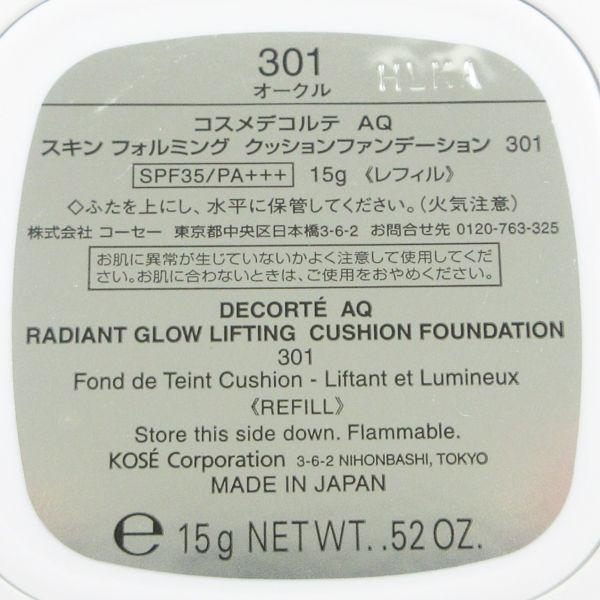 301
HLKA
オークル
コスメデコルテ AQ
スキン フォルミング クッションファンデーション 301
SPF35/PA+++ 15g 《レフィル》
◇ふたを上にし、水平に保管してください。(火気注意)
株式会社 コーセー 東京都中央区日本橋3-6-2 お問合せ先 0120-763-325
お肌に異常が生じていないかよく注意して使用してくだ
さい。お肌に合わないときは、ご使用をおやめください。
DECORTÉ AQ
RADIANT GLOW LIFTING CUSHION FOUNDATION
301
Fond de Teint Cushion - Liftant et Lumineux
《REFILL》
Store this side down. Flammable.
KOSÉ Corporation 3-6-2 NIHONBASHI, TOKYO
MADE IN JAPAN
℮ 15g NET WT. .52 OZ.